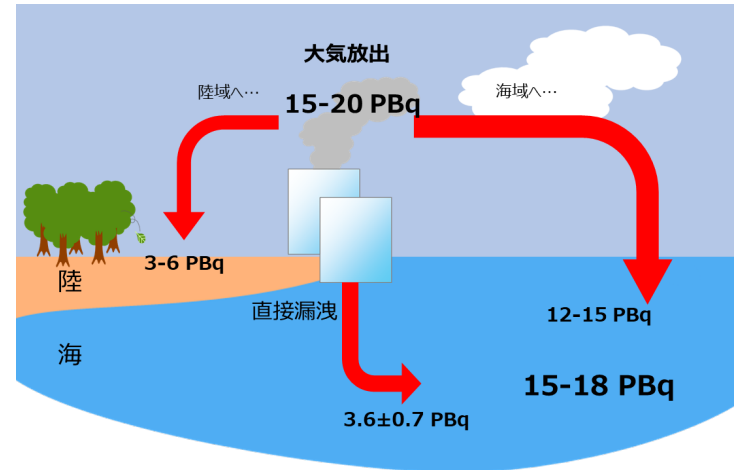 大気放出
陸域へ…
15-20 PBq
海域へ…
3-6 PBq
陸
直接漏洩
12-15 PBq
海
15-18 PBq
3.6±0.7 PBq